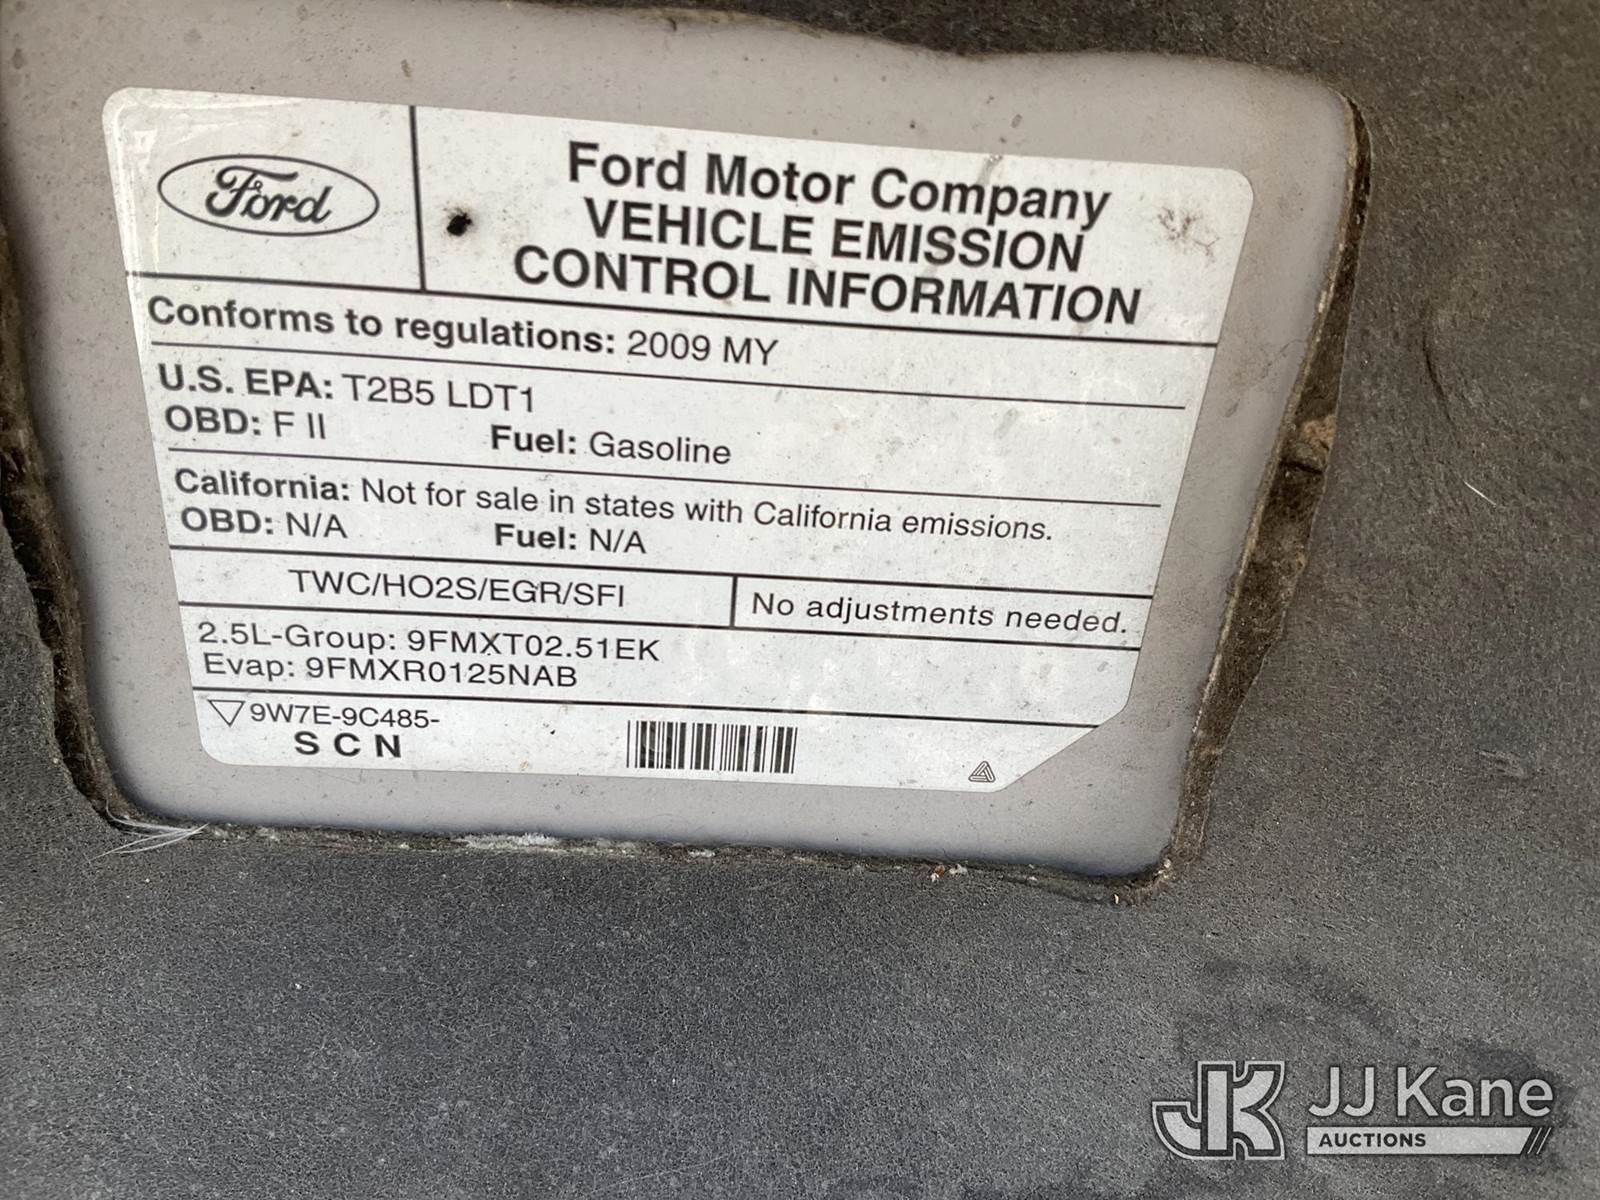 Ford
Ford Motor Company
VEHICLE EMISSION
CONTROL INFORMATION
Conforms to regulations: 2009 MY
U.S. EPA: T2B5 LDT1
OBD: F II Fuel: Gasoline
California: Not for sale in states with California emissions.
OBD: N/A Fuel: N/A
TWC/HO2S/EGR/SFI No adjustments needed.
2.5L-Group: 9FMXT02.51EK
Evap: 9FMXR0125NAB
9W7E-9C485-
S C N
JK JJ Kane
AUCTIONS